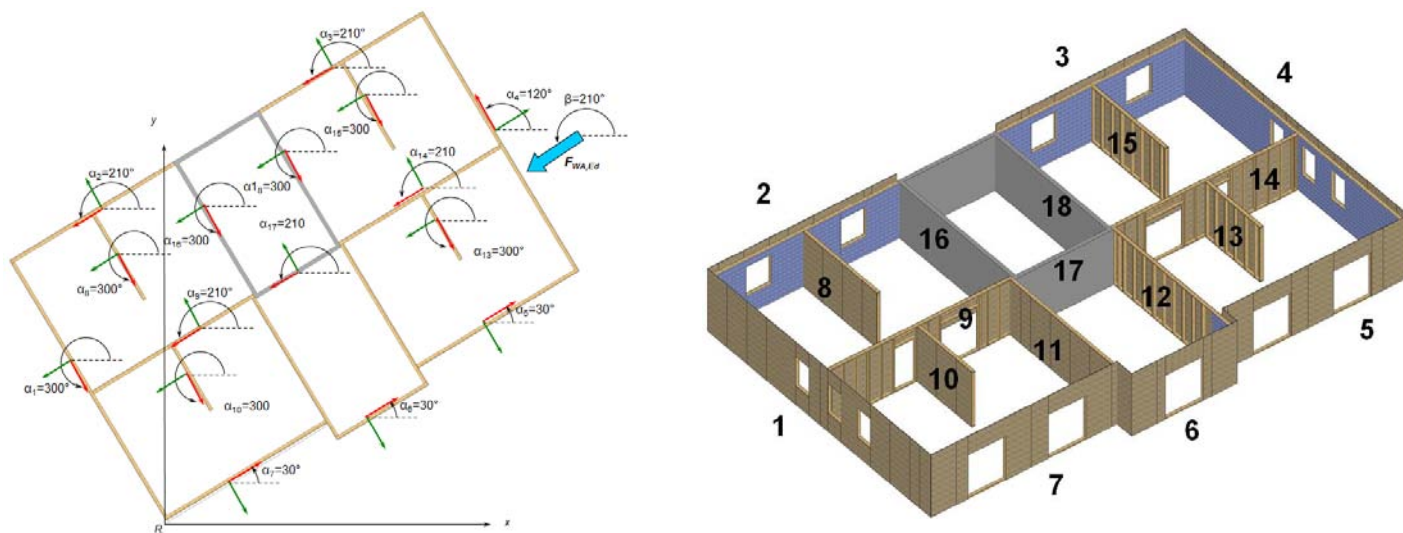 α₃=210°
3
4
α₄=120°
β=210°
y
α₁₅=300
F_WA,Ed
α₁₄=210
15
14
α₂=210°
α1₈=300
2
18
13
α₁₇=210
16
α₁₆=300
17
12
α₁₃=300°
8
α₈=300°
5
α₉=210°
9
α₅=30°
11
10
6
1
α₁=300°
α₁₀=300
α₆=30°
7
α₇=30°
R
x